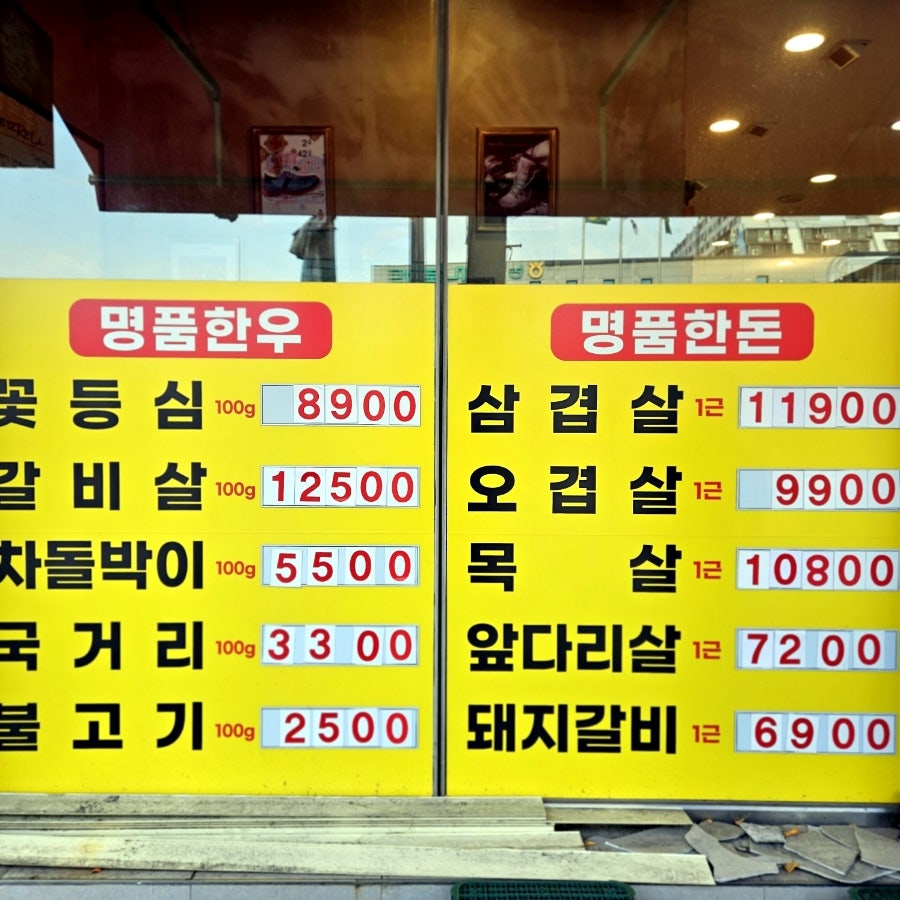 명품한우
꽃등심 100g 8900
갈비살 100g 12500
차돌박이 100g 5500
국거리 100g 3300
불고기 100g 2500
명품한돈
삼겹살 1근 11900
오겹살 1근 9900
목살 1근 10800
앞다리살 1근 7200
돼지갈비 1근 6900